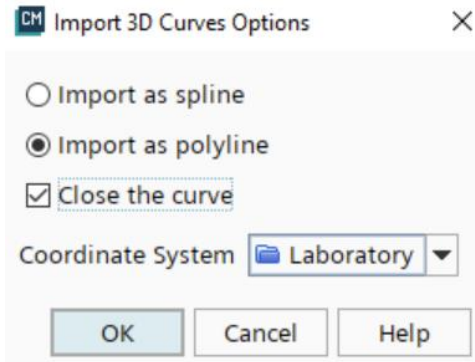 CM Import 3D Curves Options
Import as spline
Import as polyline
Close the curve
Coordinate System Laboratory
OK Cancel Help